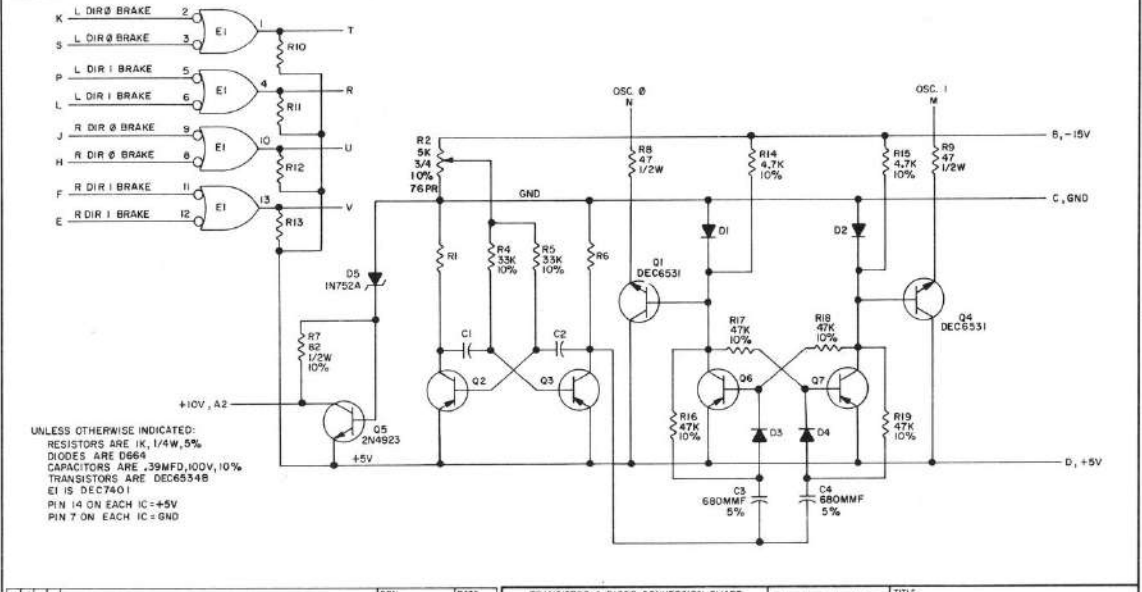 K L DIR Ø BRAKE 2
S L DIR Ø BRAKE 3
E1
1
T
R10
P L DIR 1 BRAKE 5
L L DIR 1 BRAKE 6
E1
4
R
R11
J R DIR Ø BRAKE 9
H R DIR Ø BRAKE 8
E1
10
U
R12
F R DIR 1 BRAKE 11
E R DIR 1 BRAKE 12
E1
13
V
R13
OSC. Ø
N
OSC. 1
M
B,-15V
R2
5K
3/4
10%
76PR
R8
47
1/2W
R14
4.7K
10%
R15
4.7K
10%
R9
47
1/2W
GND
C,GND
D5
1N752A
R1
R4
33K
10%
R5
33K
10%
R6
Q1
DEC6531
D1
D2
Q4
DEC6531
R7
82
1/2W
10%
C1
C2
R17
47K
10%
R18
47K
10%
Q2
Q3
Q6
Q7
+10V, A2
Q5
2N4923
R16
47K
10%
D3
D4
R19
47K
10%
+5V
D,+5V
C3
680MMF
5%
C4
680MMF
5%
UNLESS OTHERWISE INDICATED:
RESISTORS ARE 1K, 1/4W, 5%
DIODES ARE D664
CAPACITORS ARE .39MFD,100V,10%
TRANSISTORS ARE DEC6534B
E1 IS DEC7401
PIN 14 ON EACH IC=+5V
PIN 7 ON EACH IC=GND